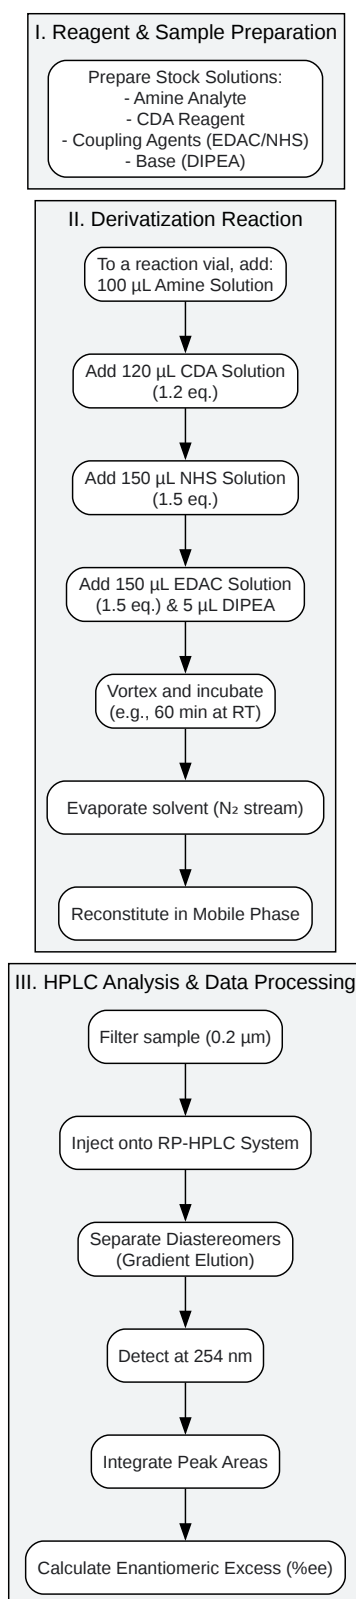 I. Reagent & Sample Preparation
Prepare Stock Solutions:
- Amine Analyte
- CDA Reagent
- Coupling Agents (EDAC/NHS)
- Base (DIPEA)
II. Derivatization Reaction
To a reaction vial, add:
100 µL Amine Solution
Add 120 µL CDA Solution
(1.2 eq.)
Add 150 µL NHS Solution
(1.5 eq.)
Add 150 µL EDAC Solution
(1.5 eq.) & 5 µL DIPEA
Vortex and incubate
(e.g., 60 min at RT)
Evaporate solvent (N₂ stream)
Reconstitute in Mobile Phase
III. HPLC Analysis & Data Processing
Filter sample (0.2 µm)
Inject onto RP-HPLC System
Separate Diastereomers
(Gradient Elution)
Detect at 254 nm
Integrate Peak Areas
Calculate Enantiomeric Excess (%ee)